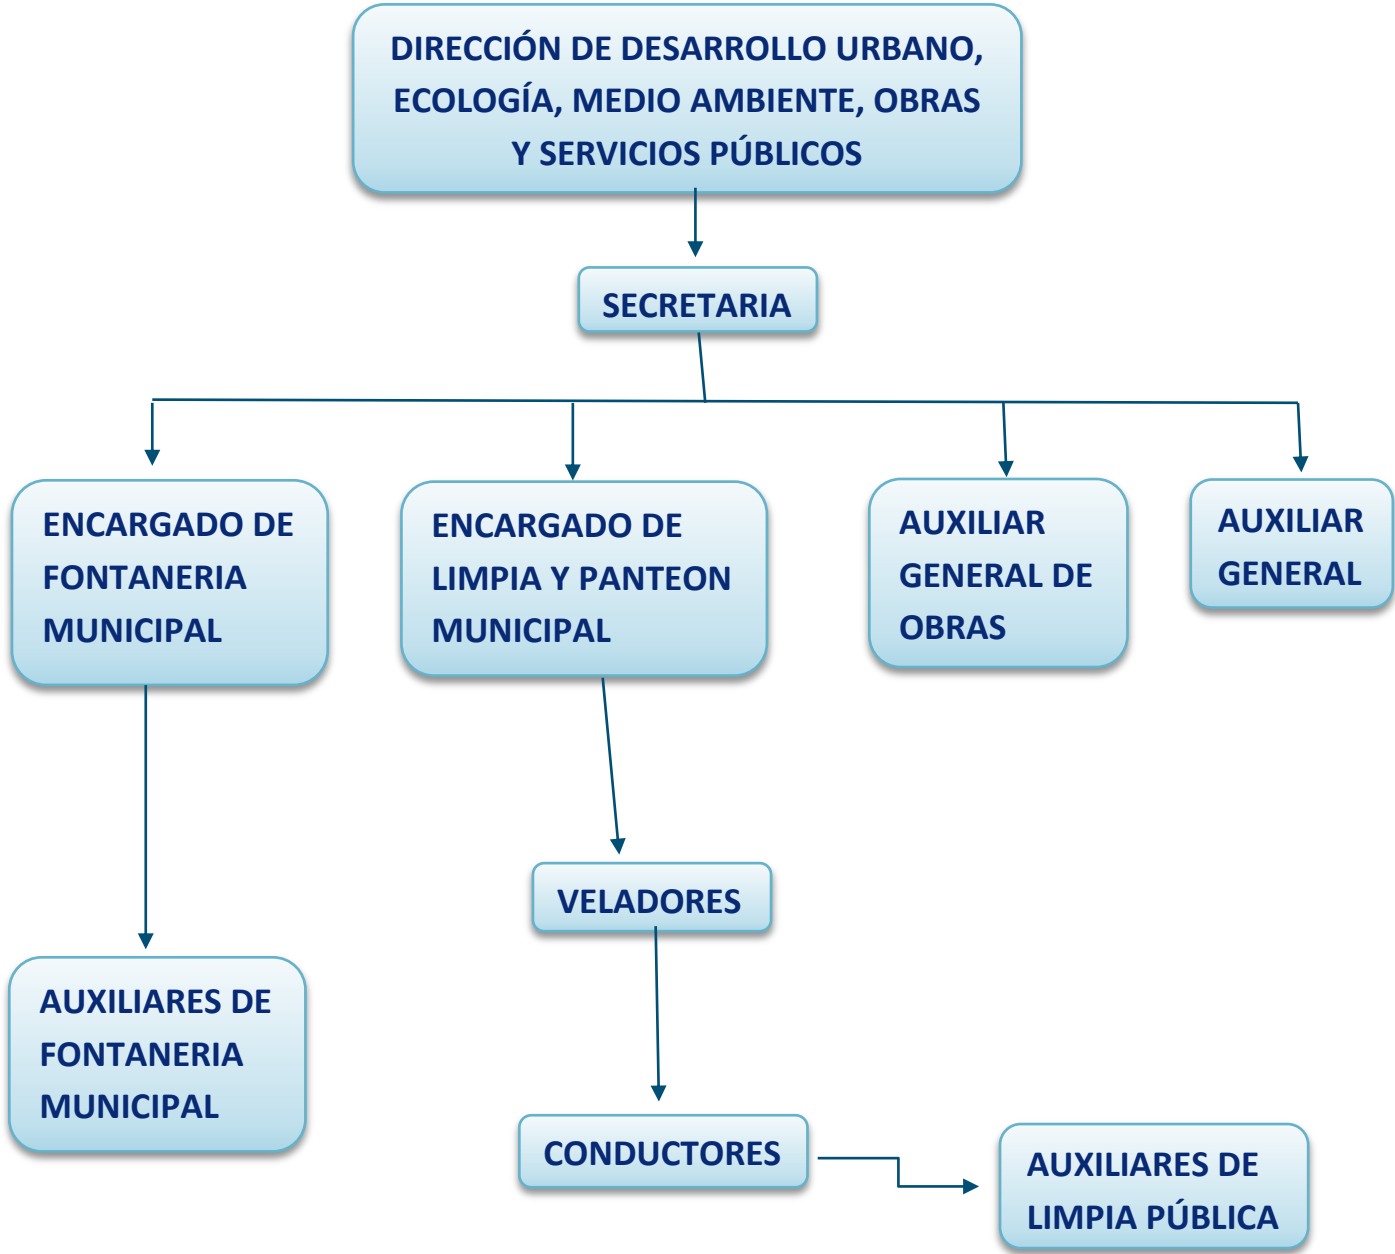 DIRECCIÓN DE DESARROLLO URBANO,
ECOLOGÍA, MEDIO AMBIENTE, OBRAS
Y SERVICIOS PÚBLICOS
SECRETARIA
ENCARGADO DE
FONTANERIA
MUNICIPAL
ENCARGADO DE
LIMPIA Y PANTEON
MUNICIPAL
AUXILIAR
GENERAL DE
OBRAS
AUXILIAR
GENERAL
VELADORES
AUXILIARES DE
FONTANERIA
MUNICIPAL
CONDUCTORES
AUXILIARES DE
LIMPIA PÚBLICA